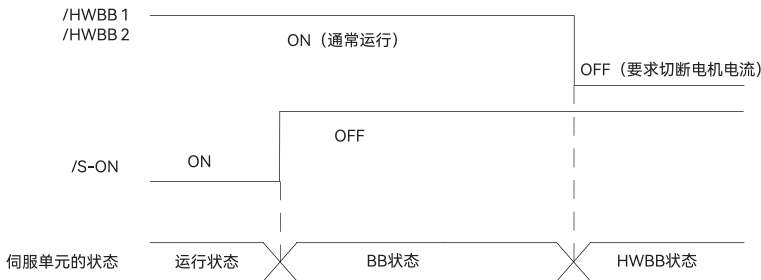 /HWBB 1
/HWBB 2
ON（通常运行）
OFF（要求切断电机电流）
OFF
/S-ON
ON
伺服单元的状态
运行状态
BB状态
HWBB状态